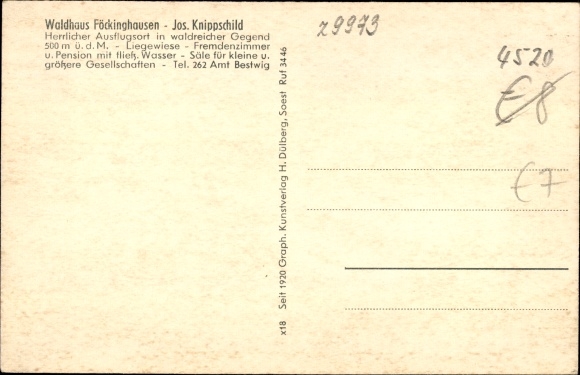 Waldhaus Föckinghausen - Jos. Knippschild
Herrlicher Ausflugsort in waldreicher Gegend
500 m ü. d. M. - Liegewiese - Fremdenzimmer
u. Pension mit fließ. Wasser - Säle für kleine u.
größere Gesellschaften - Tel. 262 Amt Bestwig
z9973
4520
€8
€7
x18 Seit 1920 Graph. Kunstverlag H. Dülberg, Soest Ruf 3446